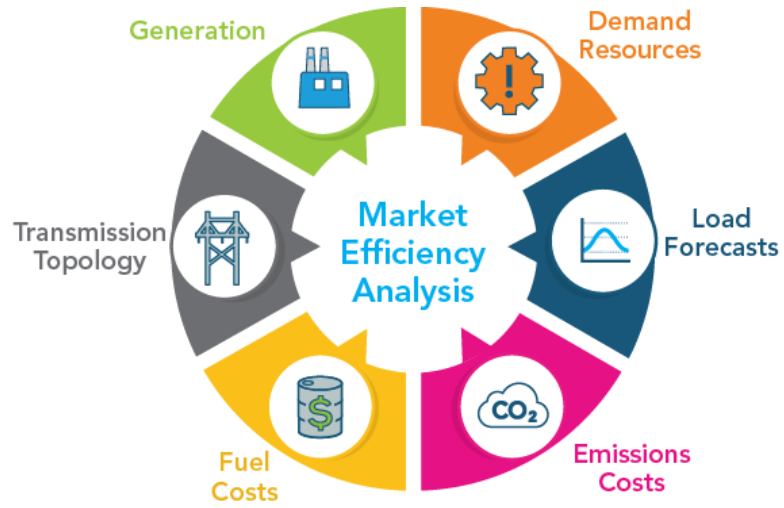 Generation
Demand
Resources
Transmission
Topology
Market
Efficiency
Analysis
Load
Forecasts
$
CO₂
Fuel
Costs
Emissions
Costs
!